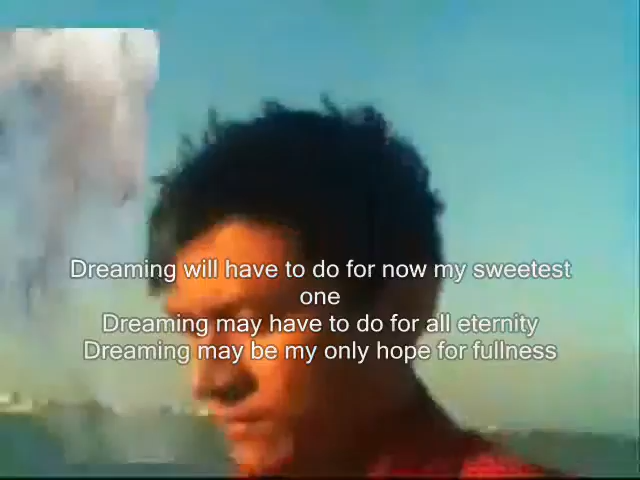 Dreaming will have to do for now my sweetest
one
Dreaming may have to do for all eternity
Dreaming may be my only hope for fullness